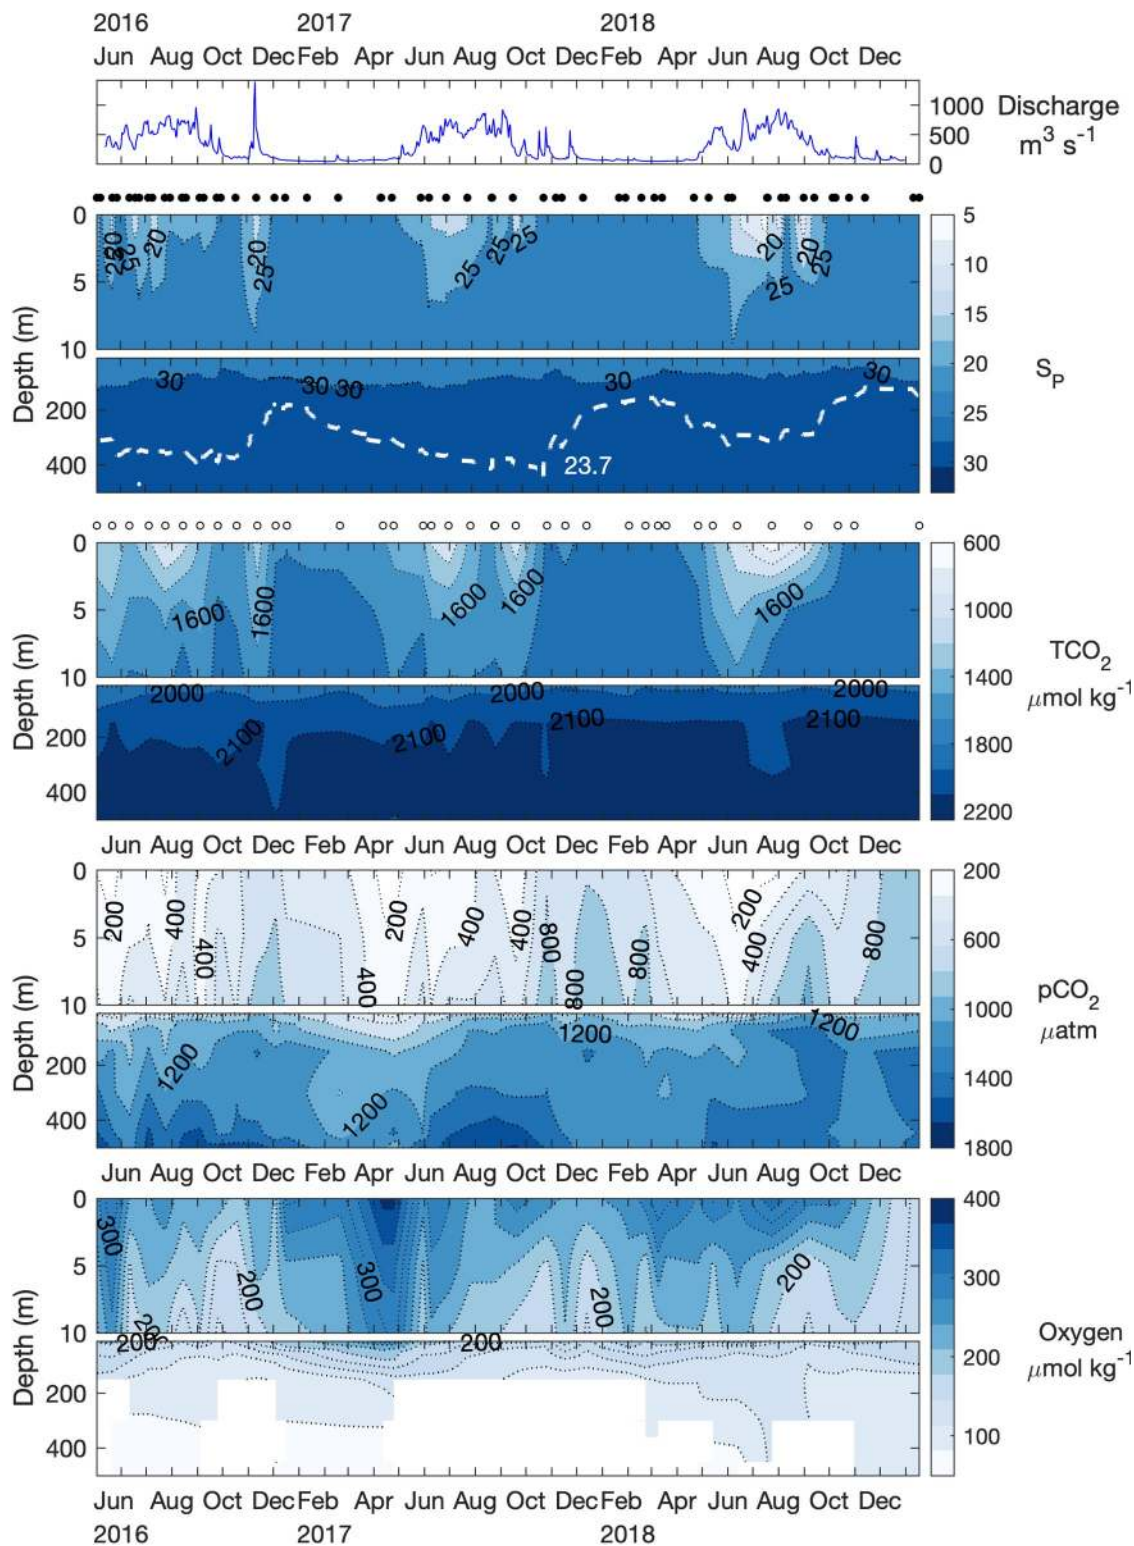 2016 2017 2018
Jun Aug Oct Dec Feb Apr Jun Aug Oct Dec Feb Apr Jun Aug Oct Dec
1000 Discharge
500 m³ s⁻¹
0
0 20 25 25 20 20 25 25 25 25 20 25 20 25 5
5 10
10 15
Depth (m) 30 30 30 30 30 20 S_P
200 25
400 23.7 30
0 1600 1600 1600 1600 1600 600
5 1000
10 1400 TCO₂
Depth (m) 2000 2000 2000 μmol kg⁻¹
200 2100 2100 2100 2100 1800
400 2200
Jun Aug Oct Dec Feb Apr Jun Aug Oct Dec Feb Apr Jun Aug Oct Dec
0 200 400 400 400 200 400 400 800 800 800 200 400 800 200
5 600
10 1000 pCO₂
Depth (m) 1200 1200 1200 1200 μatm
200 1400
400 1800
Jun Aug Oct Dec Feb Apr Jun Aug Oct Dec Feb Apr Jun Aug Oct Dec
0 300 200 300 200 200 400
5 300
10 Oxygen
Depth (m) 200 200 200 μmol kg⁻¹
200 100
400
Jun Aug Oct Dec Feb Apr Jun Aug Oct Dec Feb Apr Jun Aug Oct Dec
2016 2017 2018